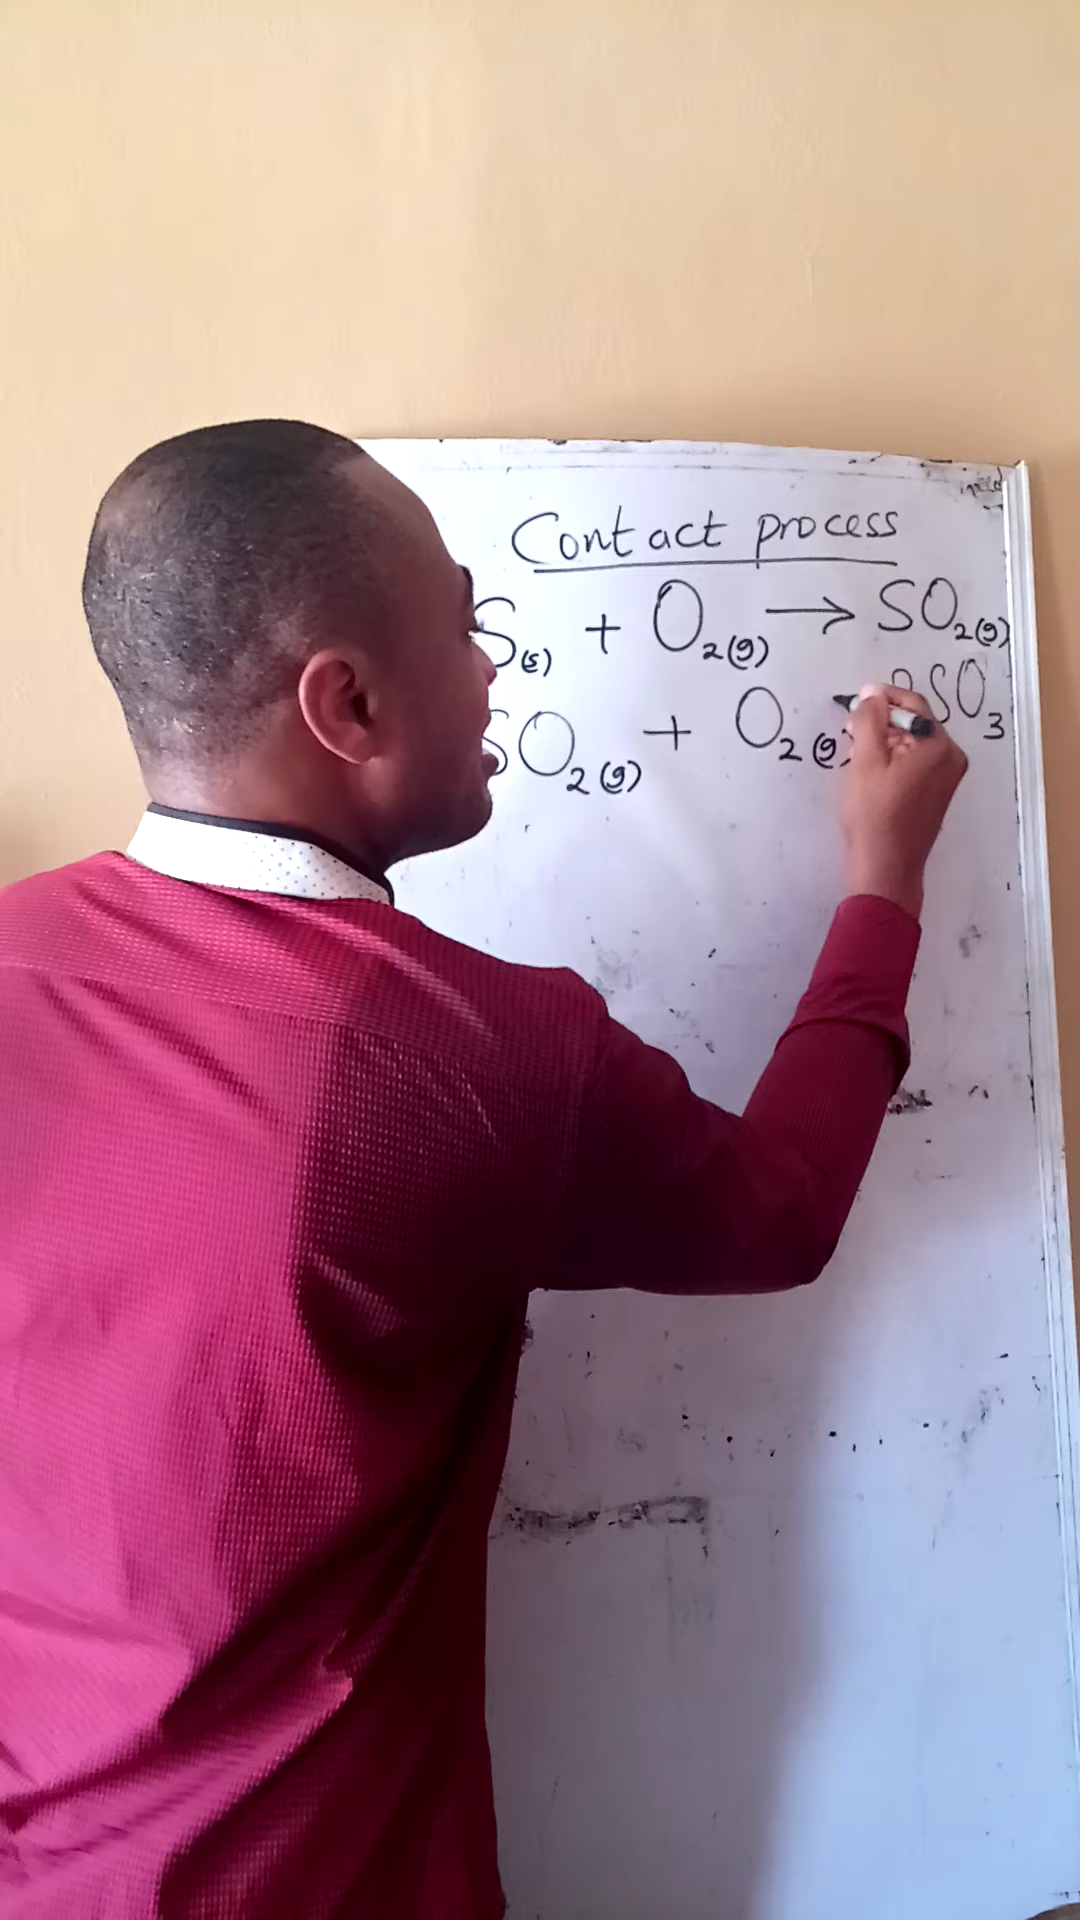 Contact process
S(s) + O2(g) → SO2(g)
SO2(g) + O2(g) 2SO3